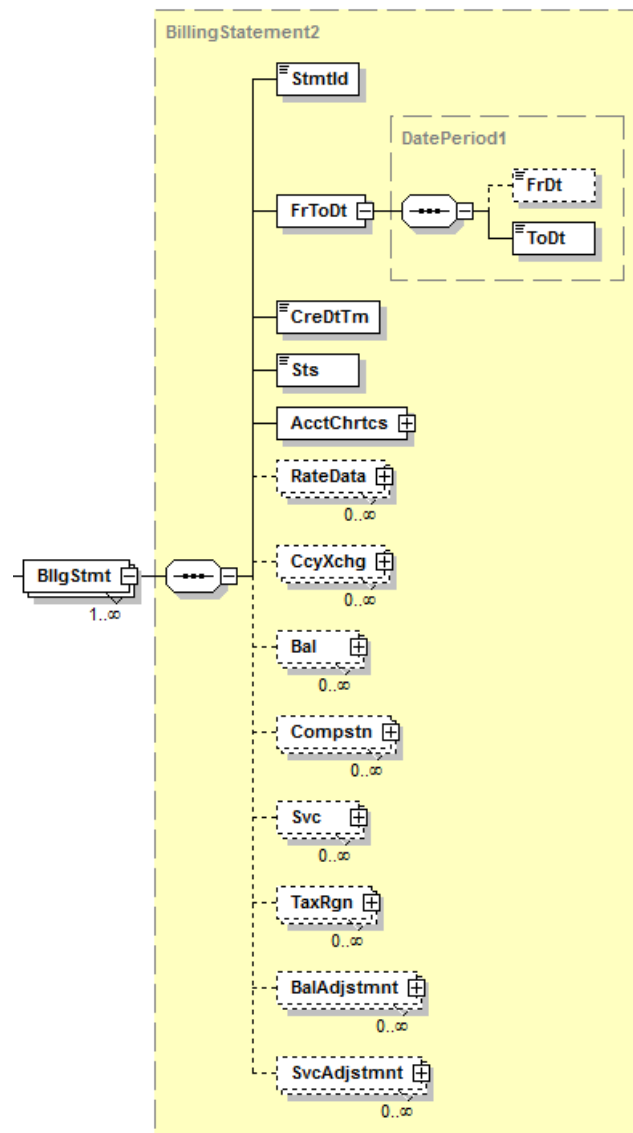 BillingStatement2
StmtId
DatePeriod1
FrDt
FrToDt
ToDt
CreDtTm
Sts
AcctChrtcs
RateData
0..∞
CcyXchg
0..∞
BllgStmt
1..∞
Bal
0..∞
Compstn
0..∞
Svc
0..∞
TaxRgn
0..∞
BalAdjstmnt
0..∞
SvcAdjstmnt
0..∞